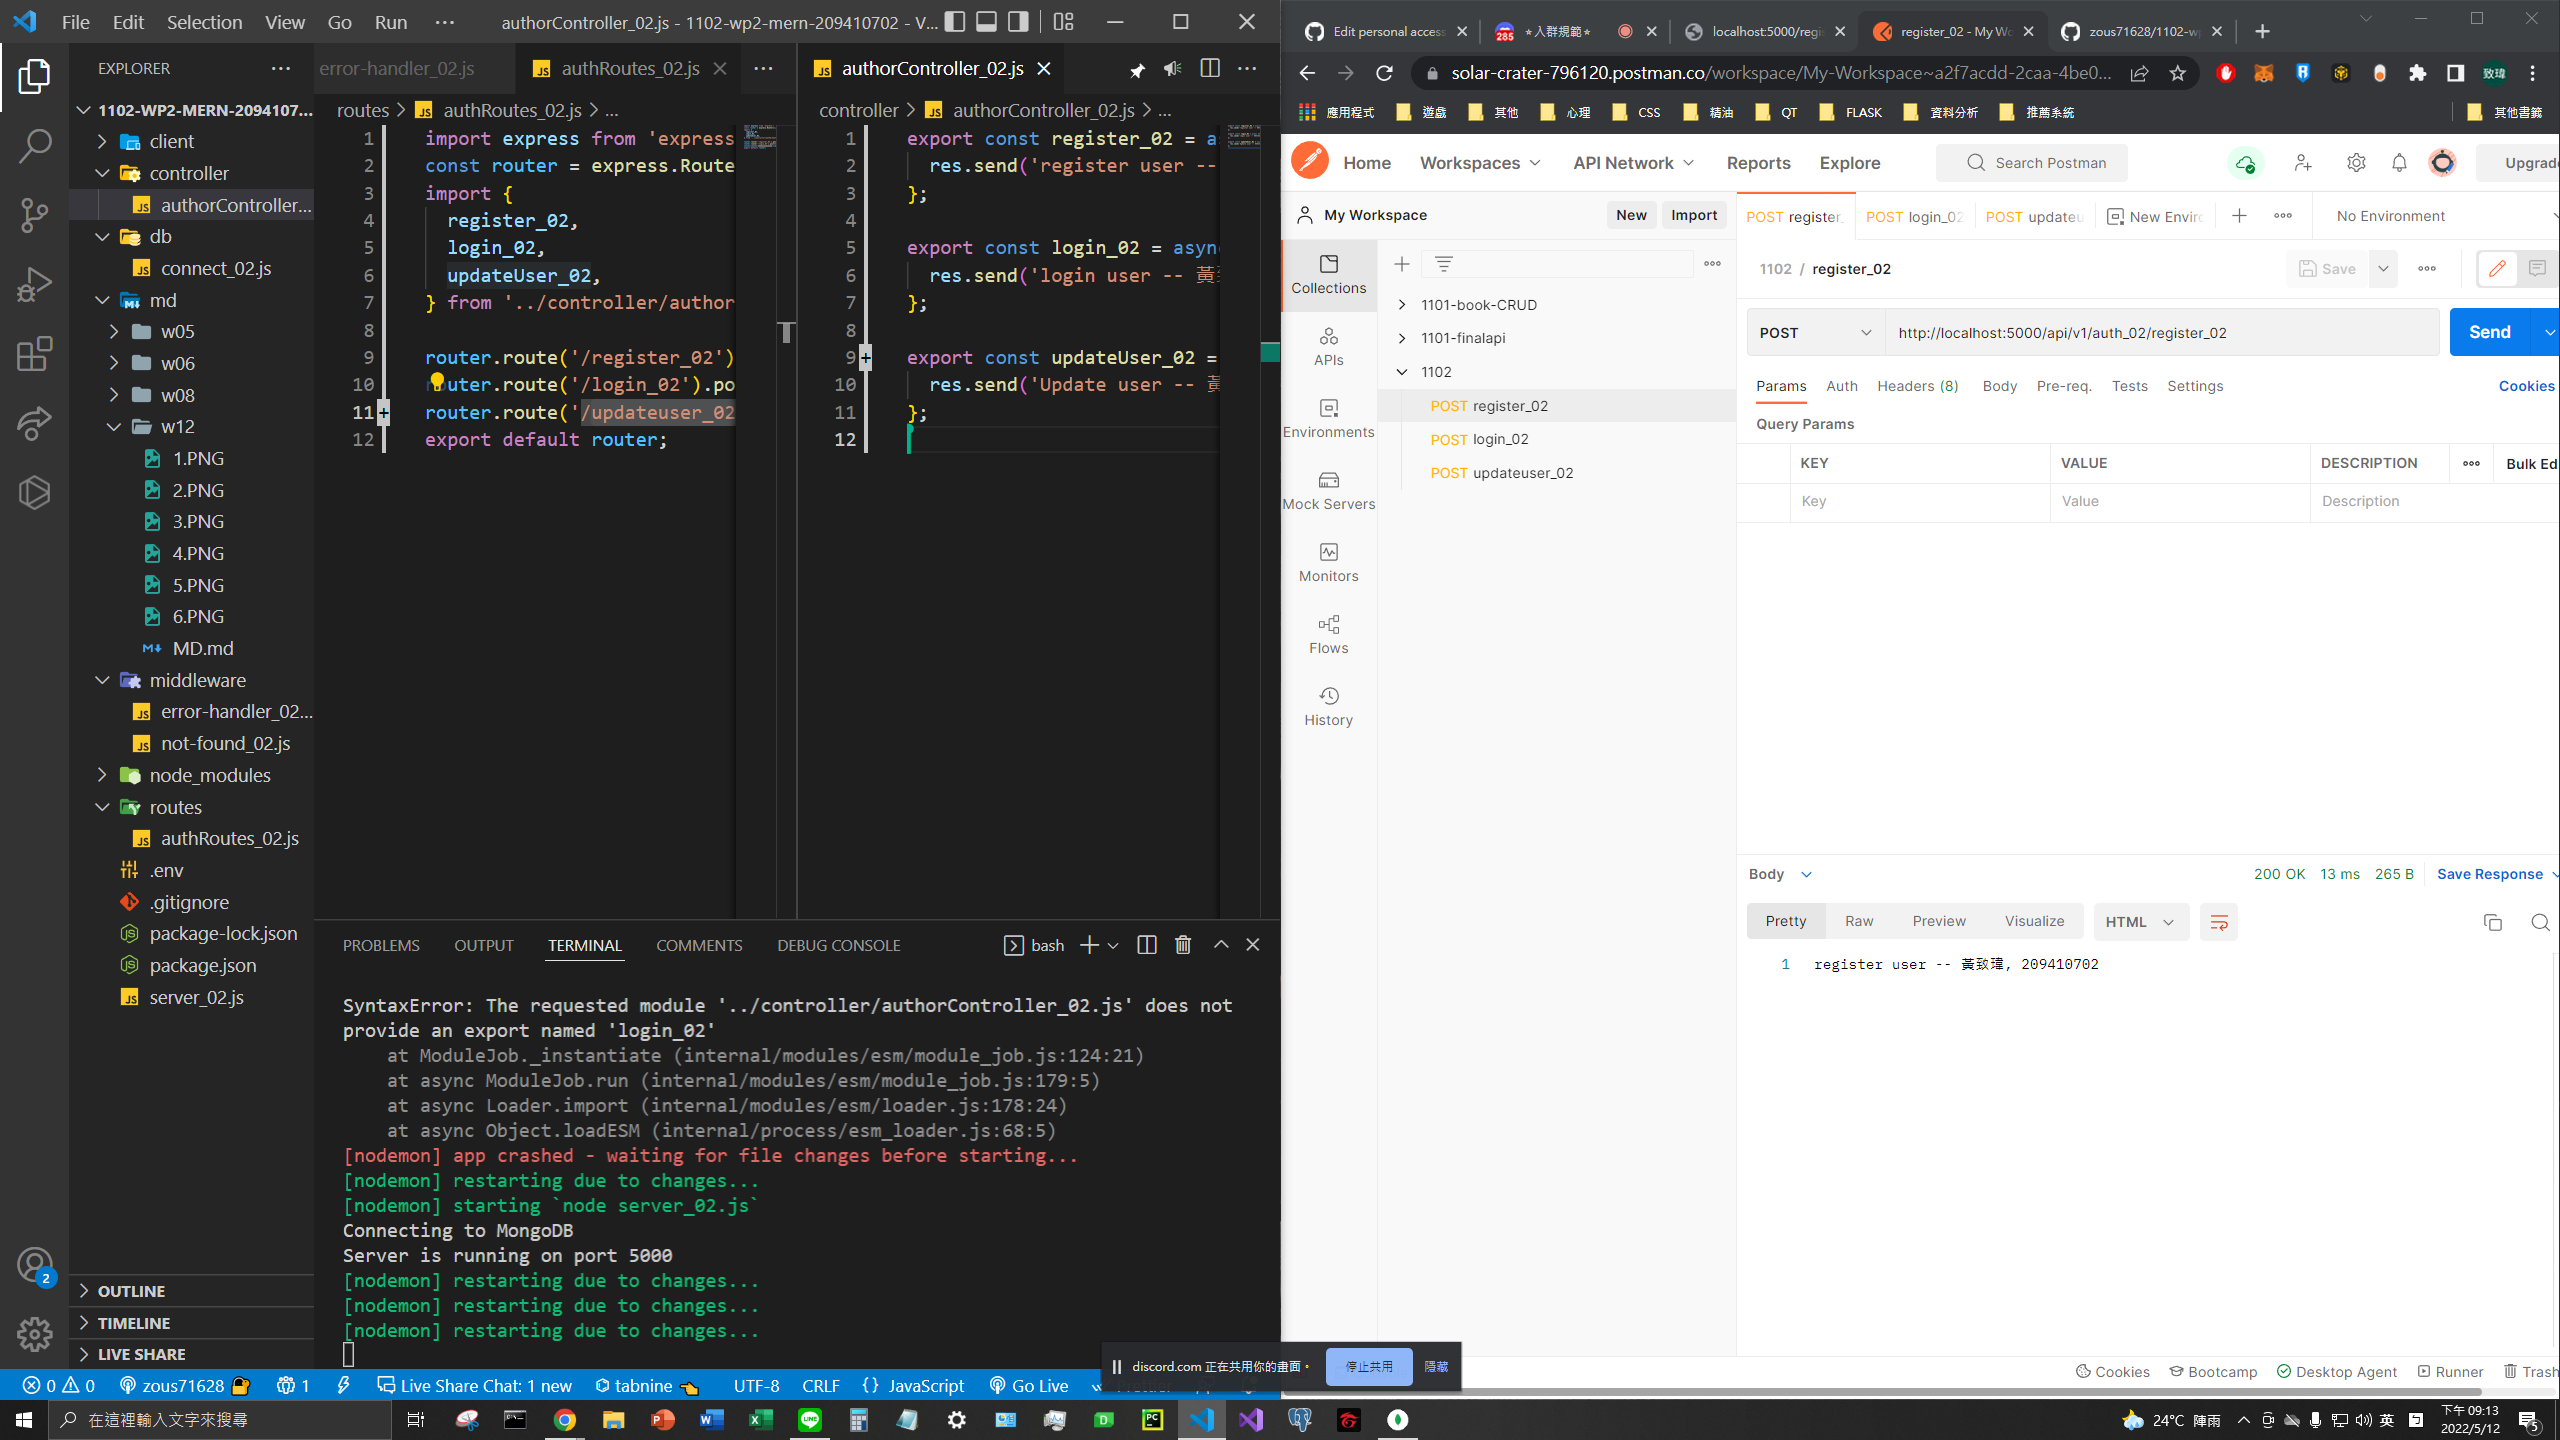 File Edit Selection View Go Run ··· authorController_02.js - 1102-wp2-mern-209410702 - V...
EXPLORER ···
1102-WP2-MERN-2094107...
client
controller
authorController...
db
connect_02.js
md
w05
w06
w08
w12
1.PNG
2.PNG
3.PNG
4.PNG
5.PNG
6.PNG
MD.md
middleware
error-handler_02...
not-found_02.js
node_modules
routes
authRoutes_02.js
.env
.gitignore
package-lock.json
package.json
server_02.js
OUTLINE
TIMELINE
LIVE SHARE
2
error-handler_02.js authRoutes_02.js ···
routes > authRoutes_02.js > ...
1 import express from 'express
2 const router = express.Route
3 import {
4 register_02,
5 login_02,
6 updateUser_02,
7 } from '../controller/author
8
9 router.route('/register_02')
10 router.route('/login_02').po
11 router.route('/updateuser_02
12 export default router;
authorController_02.js ···
controller > authorController_02.js > ...
1 export const register_02 = a
2 res.send('register user --
3 };
4
5 export const login_02 = asyn
6 res.send('login user -- 黃
7 };
8
9 export const updateUser_02 =
10 res.send('Update user -- 黃
11 };
12
PROBLEMS OUTPUT TERMINAL COMMENTS DEBUG CONSOLE bash
SyntaxError: The requested module '../controller/authorController_02.js' does not
provide an export named 'login_02'
at ModuleJob._instantiate (internal/modules/esm/module_job.js:124:21)
at async ModuleJob.run (internal/modules/esm/module_job.js:179:5)
at async Loader.import (internal/modules/esm/loader.js:178:24)
at async Object.loadESM (internal/process/esm_loader.js:68:5)
[nodemon] app crashed - waiting for file changes before starting...
[nodemon] restarting due to changes...
[nodemon] starting `node server_02.js`
Connecting to MongoDB
Server is running on port 5000
[nodemon] restarting due to changes...
[nodemon] restarting due to changes...
[nodemon] restarting due to changes...
0 0 zous71628 1 Live Share Chat: 1 new tabnine UTF-8 CRLF {} JavaScript Go Live
discord.com 正在共用你的畫面。 停止共用 隱藏
Edit personal access 285 ★入群規範★ localhost:5000/regi register_02 - My Wo zous71628/1102-w
solar-crater-796120.postman.co/workspace/My-Workspace~a2f7acdd-2caa-4be0... 致瑋
應用程式 遊戲 其他 心理 CSS 精油 QT FLASK 資料分析 推薦系統 其他書籤
Home Workspaces API Network Reports Explore Search Postman Upgrade
My Workspace New Import
POST register_ POST login_02 POST updateu New Envir No Environment
Collections
APIs
Environments
Mock Servers
Monitors
Flows
History
1101-book-CRUD
1101-finalapi
1102
POST register_02
POST login_02
POST updateuser_02
1102 / register_02 Save
POST http://localhost:5000/api/v1/auth_02/register_02 Send
Params Auth Headers (8) Body Pre-req. Tests Settings Cookies
Query Params
KEY VALUE DESCRIPTION Bulk Ed
Key Value Description
Body 200 OK 13 ms 265 B Save Response
Pretty Raw Preview Visualize HTML
1 register user -- 黃致瑋, 209410702
Cookies Bootcamp Desktop Agent Runner Trash
在這裡輸入文字來搜尋
24°C 陣雨 英
下午 09:13
2022/5/12
5